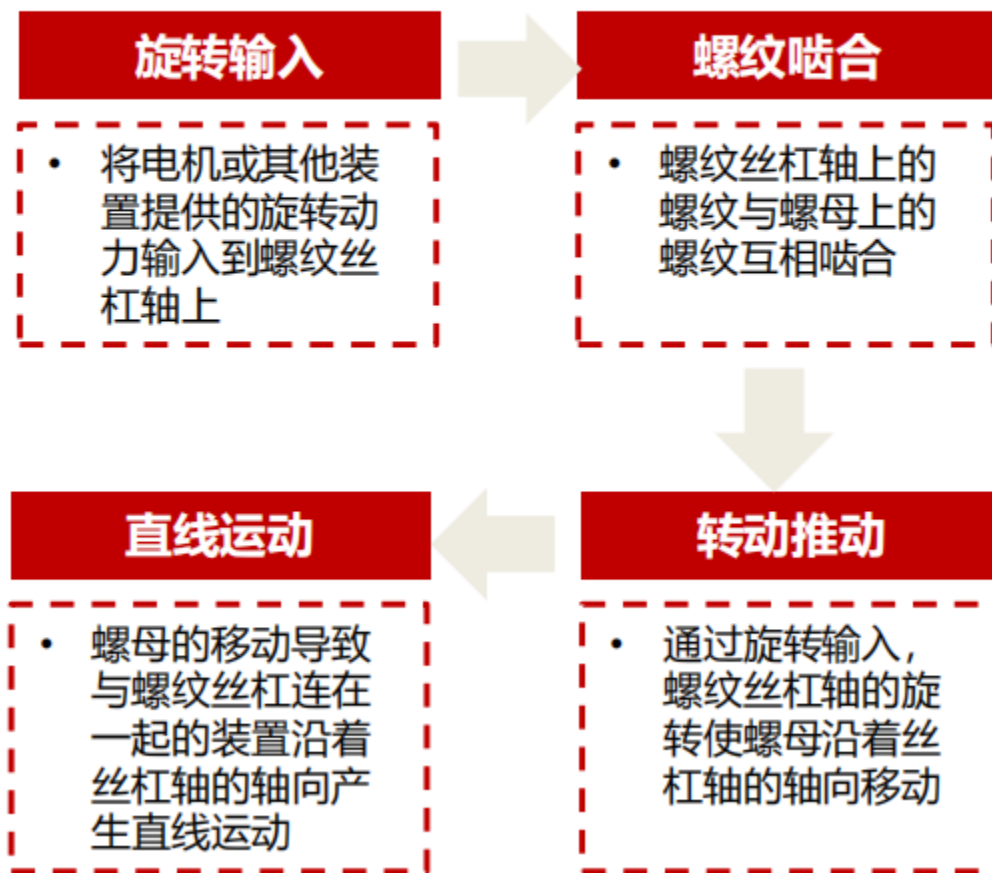 旋转输入
• 将电机或其他装
置提供的旋转动
力输入到螺纹丝
杠轴上
螺纹啮合
• 螺纹丝杠轴上的
螺纹与螺母上的
螺纹互相啮合
转动推动
• 通过旋转输入，
螺纹丝杠轴的旋
转使螺母沿着丝
杠轴的轴向移动
直线运动
• 螺母的移动导致
与螺纹丝杠连在
一起的装置沿着
丝杠轴的轴向产
生直线运动